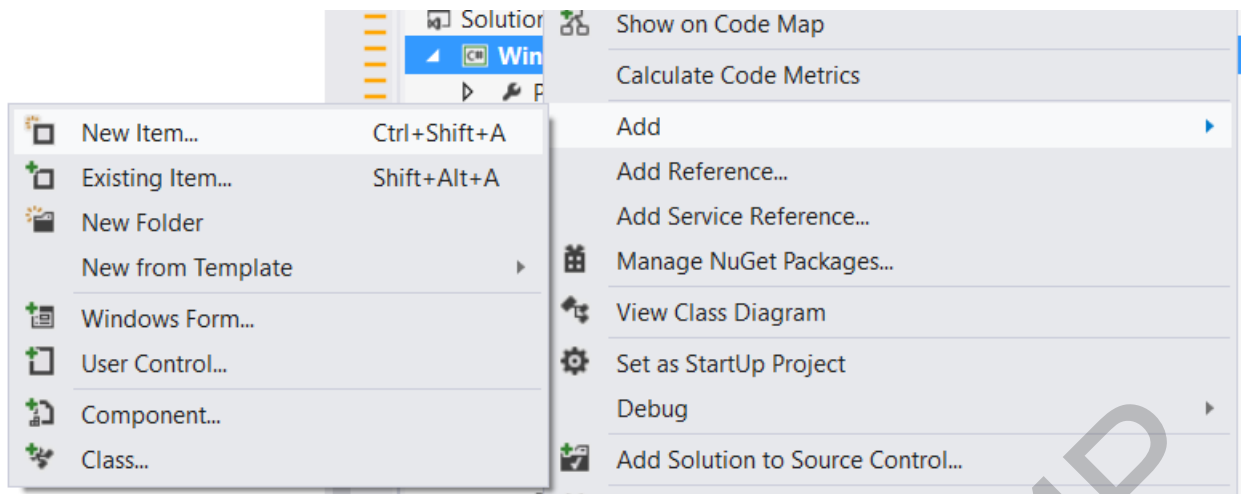 Solution
Show on Code Map
C# Win
Calculate Code Metrics
P
New Item... Ctrl+Shift+A
Add
Existing Item... Shift+Alt+A
Add Reference...
New Folder
Add Service Reference...
New from Template
Manage NuGet Packages...
Windows Form...
View Class Diagram
User Control...
Set as StartUp Project
Component...
Debug
Class...
Add Solution to Source Control...